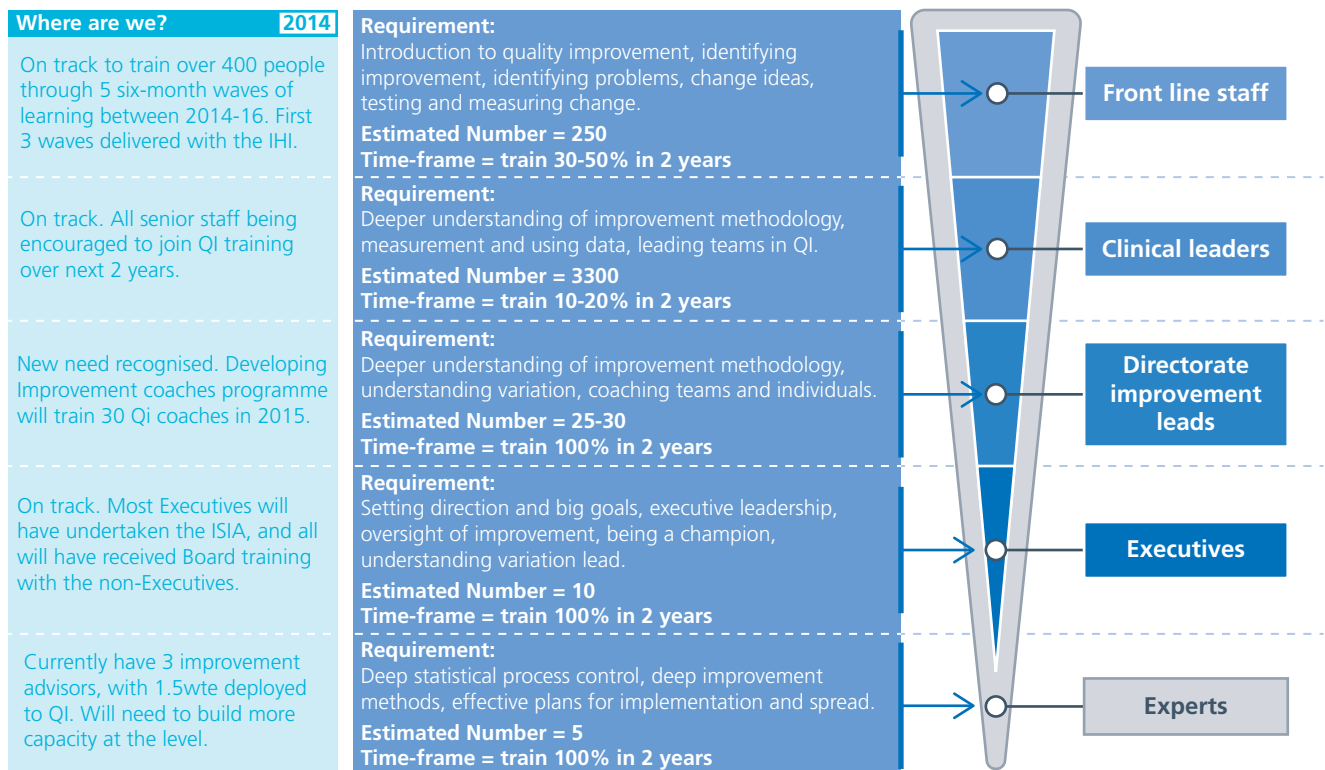 Where are we? 2014
On track to train over 400 people
through 5 six-month waves of
learning between 2014-16. First
3 waves delivered with the IHI.
Requirement:
Introduction to quality improvement, identifying
improvement, identifying problems, change ideas,
testing and measuring change.
Estimated Number = 250
Time-frame = train 30-50% in 2 years
Front line staff
On track. All senior staff being
encouraged to join QI training
over next 2 years.
Requirement:
Deeper understanding of improvement methodology,
measurement and using data, leading teams in QI.
Estimated Number = 3300
Time-frame = train 10-20% in 2 years
Clinical leaders
New need recognised. Developing
Improvement coaches programme
will train 30 Qi coaches in 2015.
Requirement:
Deeper understanding of improvement methodology,
understanding variation, coaching teams and individuals.
Estimated Number = 25-30
Time-frame = train 100% in 2 years
Directorate
improvement
leads
On track. Most Executives will
have undertaken the ISIA, and all
will have received Board training
with the non-Executives.
Requirement:
Setting direction and big goals, executive leadership,
oversight of improvement, being a champion,
understanding variation lead.
Estimated Number = 10
Time-frame = train 100% in 2 years
Executives
Currently have 3 improvement
advisors, with 1.5wte deployed
to QI. Will need to build more
capacity at the level.
Requirement:
Deep statistical process control, deep improvement
methods, effective plans for implementation and spread.
Estimated Number = 5
Time-frame = train 100% in 2 years
Experts